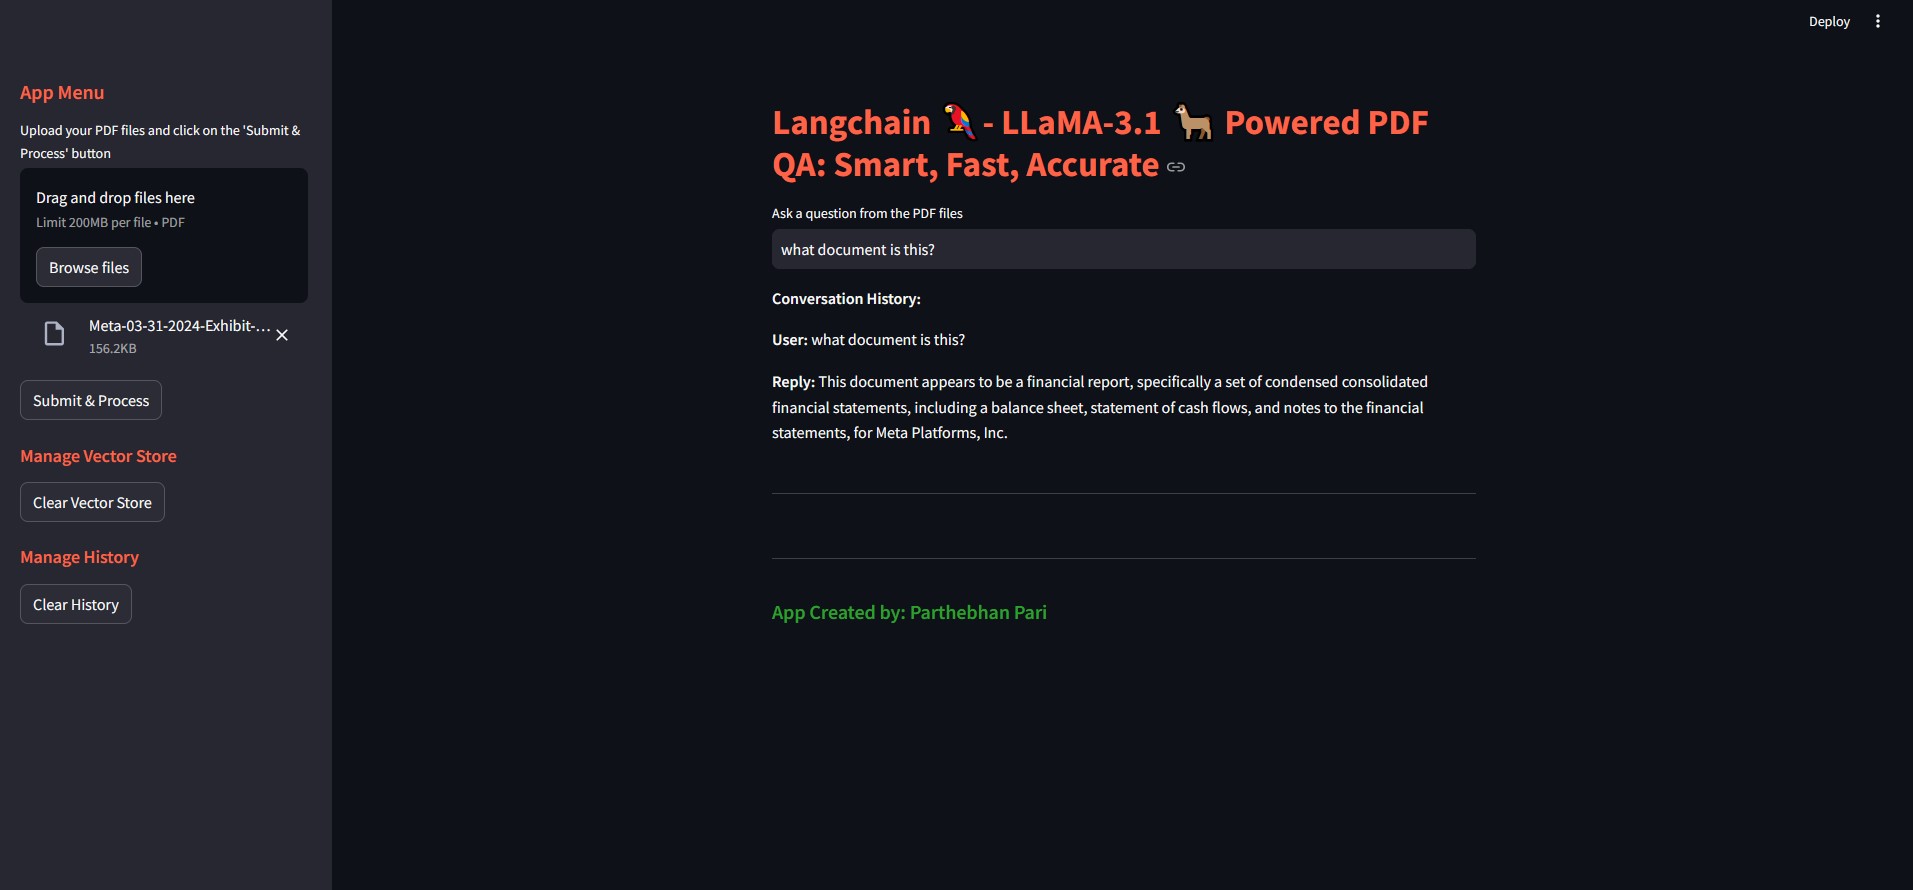 Deploy
App Menu
Upload your PDF files and click on the 'Submit &
Process' button
Drag and drop files here
Limit 200MB per file • PDF
Browse files
Meta-03-31-2024-Exhibit-...
156.2KB
Submit & Process
Manage Vector Store
Clear Vector Store
Manage History
Clear History
Langchain 🦜 - LLaMA-3.1 🦙 Powered PDF
QA: Smart, Fast, Accurate
Ask a question from the PDF files
what document is this?
Conversation History:
User: what document is this?
Reply: This document appears to be a financial report, specifically a set of condensed consolidated
financial statements, including a balance sheet, statement of cash flows, and notes to the financial
statements, for Meta Platforms, Inc.
App Created by: Parthebhan Pari